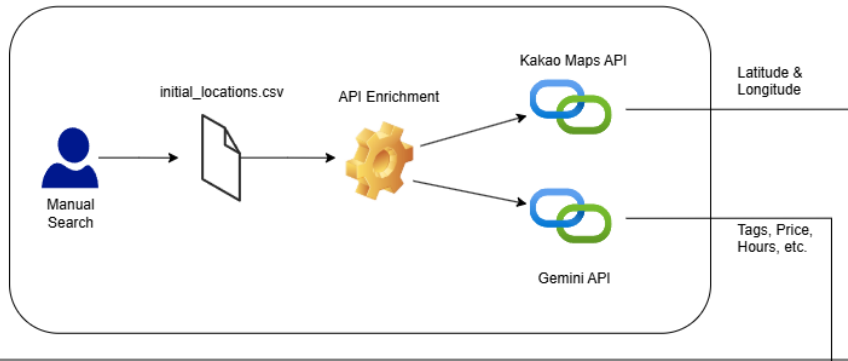 Kakao Maps API
Latitude &
Longitude
initial_locations.csv
API Enrichment
Manual
Search
Tags, Price,
Hours, etc.
Gemini API